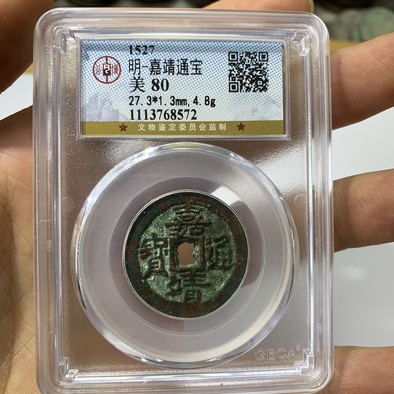 1527
明-嘉靖通宝
美 80
27.3*1.3mm,4.8g
1113768572
★ 文物鉴定委员会监制 ★
嘉靖通寶
GBCA